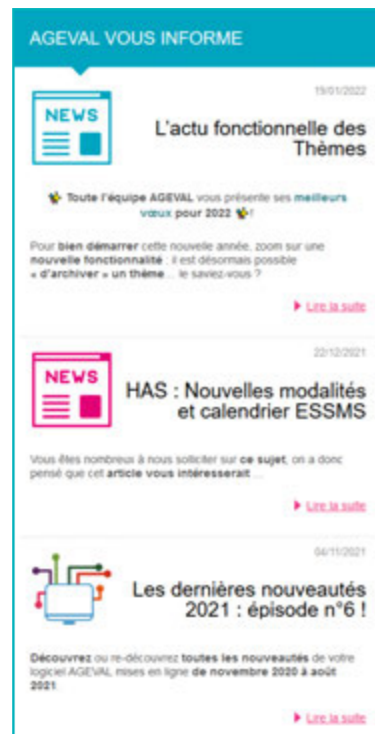 AGEVAL VOUS INFORME
19/01/2022
NEWS
L'actu fonctionnelle des
Thèmes
Toute l'équipe AGEVAL vous présente ses meilleurs
vœux pour 2022 !
Pour bien démarrer cette nouvelle année, zoom sur une
nouvelle fonctionnalité : il est désormais possible
« d'archiver » un thème... le saviez-vous ?
Lire la suite
22/12/2021
NEWS
HAS : Nouvelles modalités
et calendrier ESSMS
Vous êtes nombreux à nous solliciter sur ce sujet, on a donc
pensé que cet article vous intéresserait ...
Lire la suite
04/11/2021
Les dernières nouveautés
2021 : épisode n°6 !
Découvrez ou re-découvrez toutes les nouveautés de votre
logiciel AGEVAL mises en ligne de novembre 2020 à août
2021.
Lire la suite